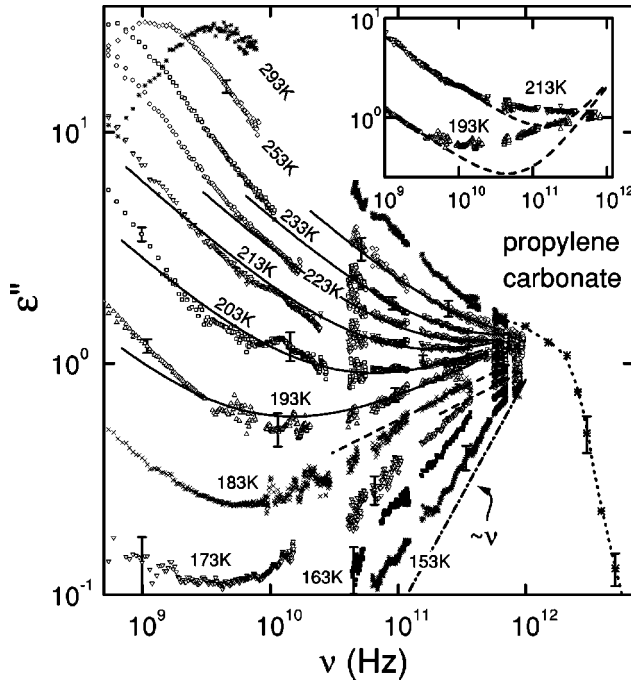 ε"
10¹
10⁰
10⁻¹
10⁹
10¹⁰
10¹¹
10¹²
ν (Hz)
293K
253K
233K
223K
213K
203K
193K
183K
173K
163K
153K
~ν
propylene
carbonate
10¹
10⁰
10⁹
10¹⁰
10¹¹
10¹²
213K
193K